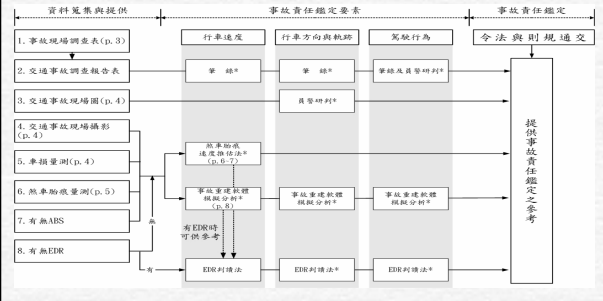 資料蒐集與提供
事故責任鑑定要素
事故責任鑑定
行車速度
行車方向與軌跡
駕駛行為
令法與則規通交
1. 事故現場調查表(p. 3)
2. 交通事故調查報告表
筆 錄*
筆 錄*
筆錄及員警研判*
3. 交通事故現場圖(p. 4)
員警研判*
4. 交通事故現場攝影
(p. 4)
煞車胎痕
速度推估法*
(p. 6-7)
5. 車損量測(p. 4)
6. 煞車胎痕量測(p. 5)
事故重建軟體
模擬分析*
(p. 8)
事故重建軟體
模擬分析*
事故重建軟體
模擬分析*
7. 有無ABS
無
有EDR時
可供參考
8. 有無EDR
有
EDR判讀法
EDR判讀法*
EDR判讀法*
提供事故責任鑑定之參考